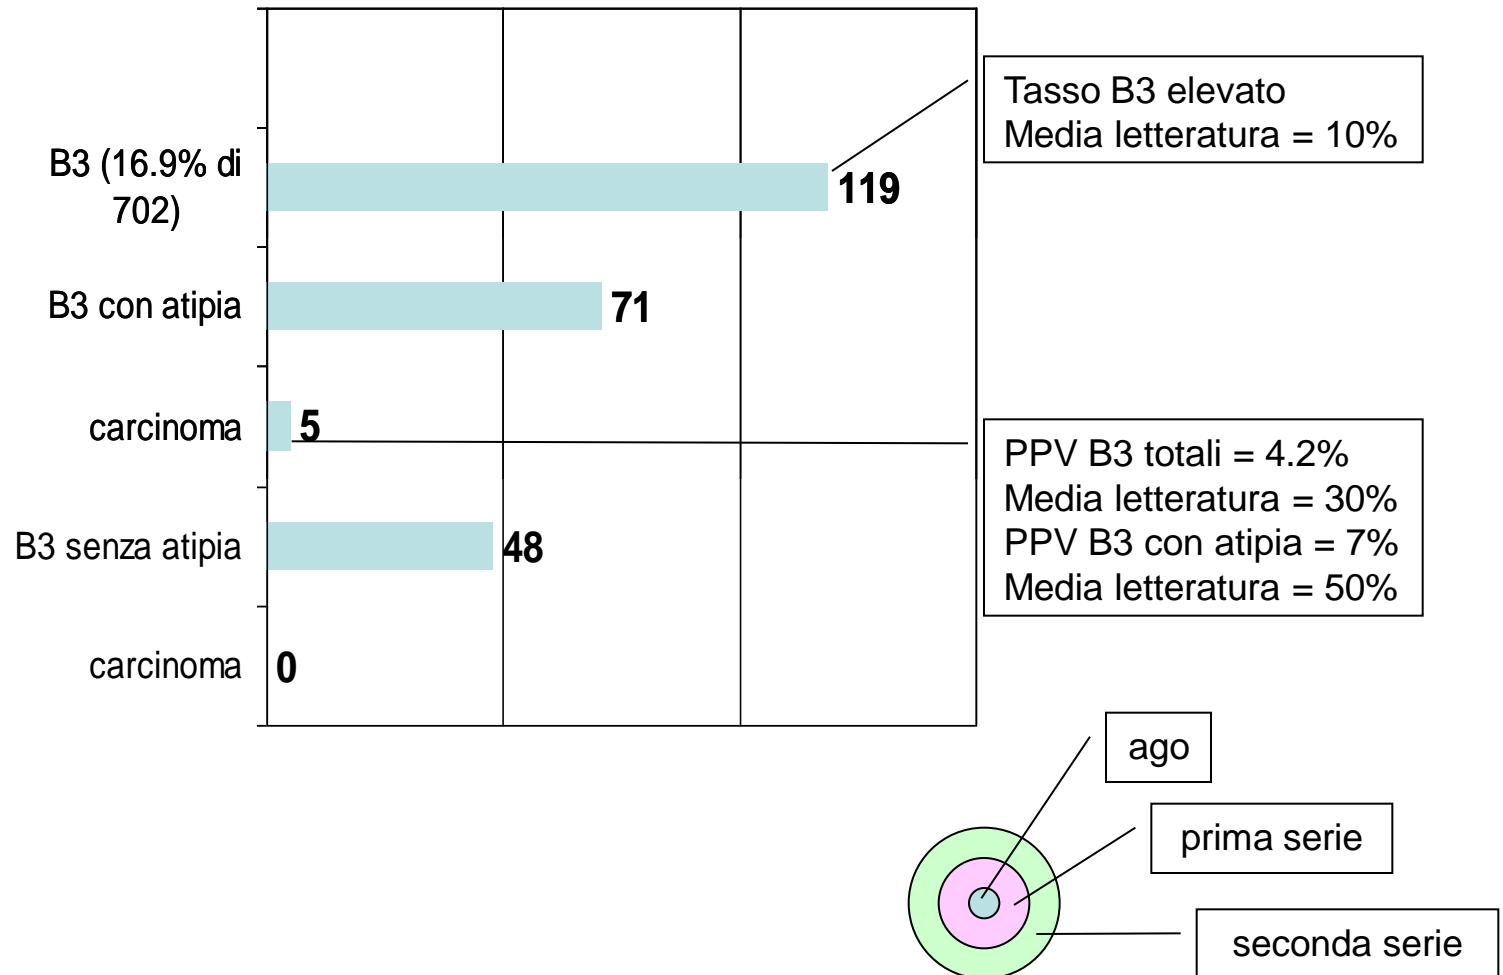 Tasso B3 elevato
Media letteratura = 10%
B3 (16.9% di
702)
119
B3 con atipia
71
carcinoma
5
PPV B3 totali = 4.2%
Media letteratura = 30%
PPV B3 con atipia = 7%
Media letteratura = 50%
B3 senza atipia
48
carcinoma
0
ago
prima serie
seconda serie